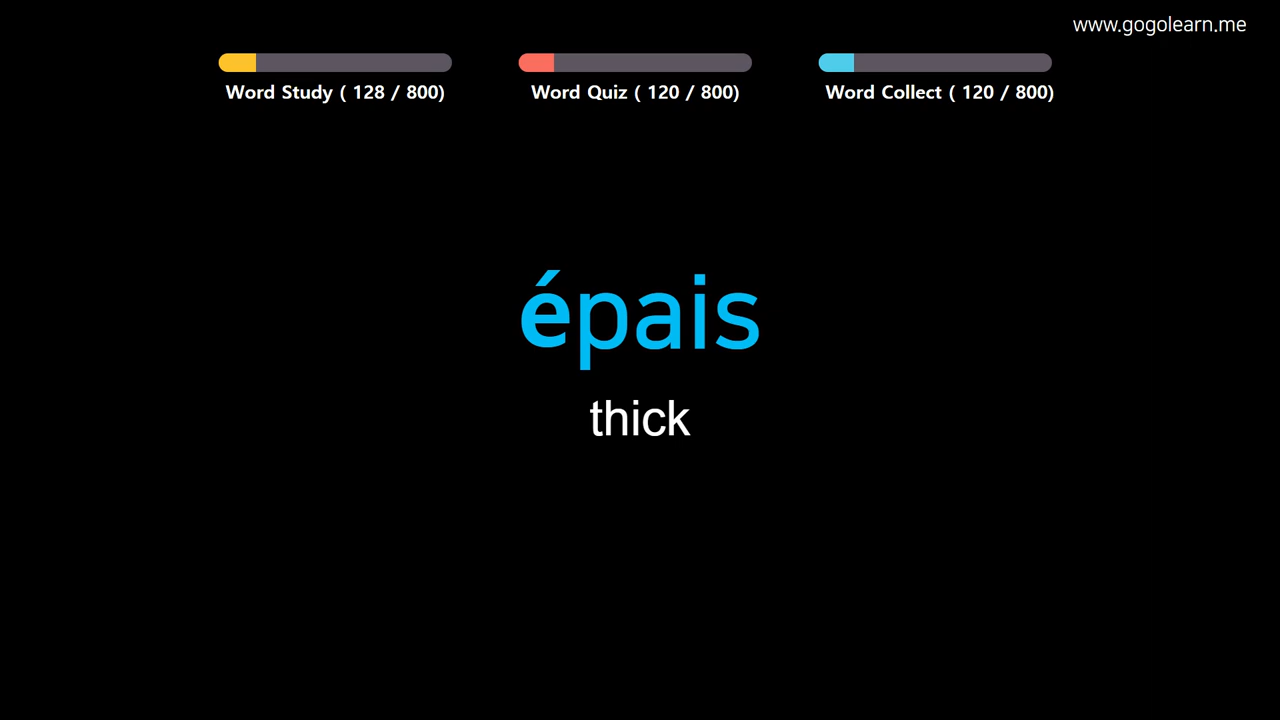 www.gogolearn.me
Word Study ( 128 / 800)
Word Quiz ( 120 / 800)
Word Collect ( 120 / 800)
épais
thick